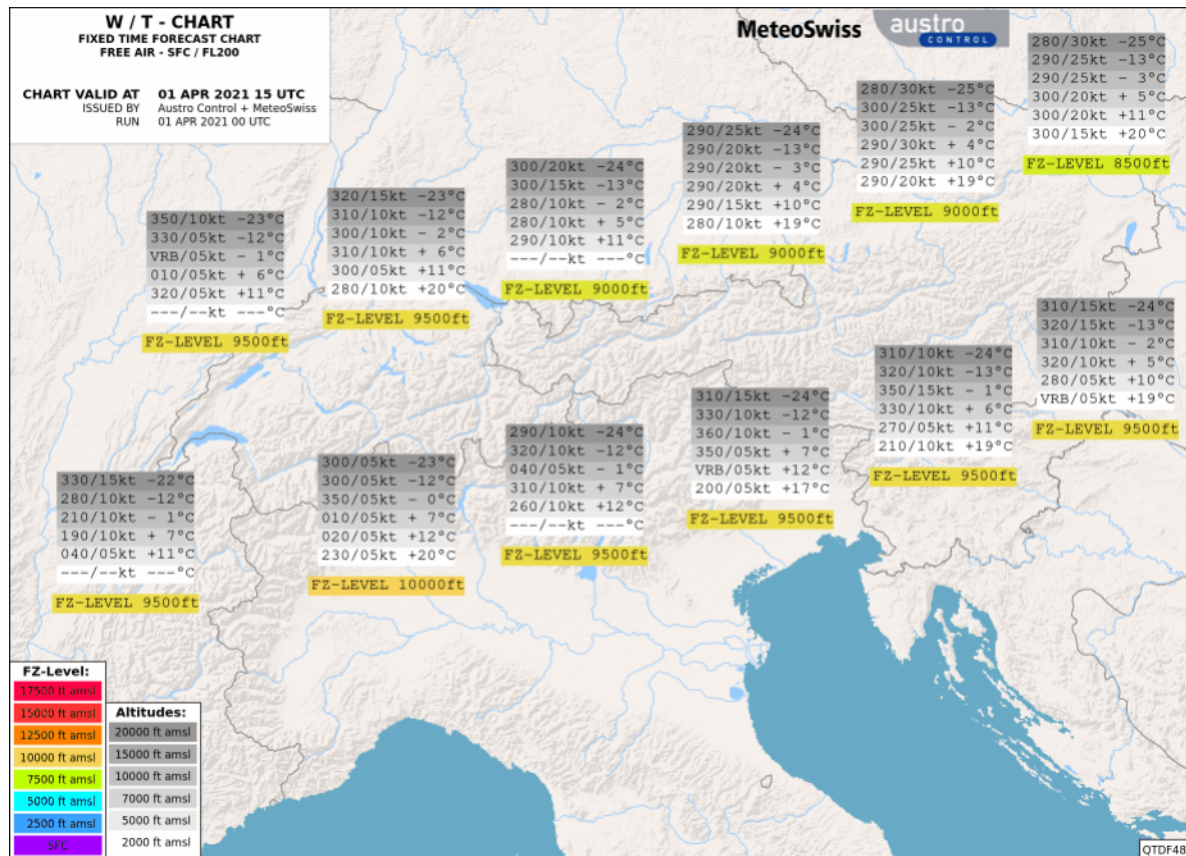 W / T - CHART
FIXED TIME FORECAST CHART
FREE AIR - SFC / FL200
CHART VALID AT 01 APR 2021 15 UTC
ISSUED BY Austro Control + MeteoSwiss
RUN 01 APR 2021 00 UTC
MeteoSwiss
austro
CONTROL
280/30kt -25°C
290/25kt -13°C
290/25kt - 3°C
300/20kt + 5°C
300/20kt +11°C
300/15kt +20°C
FZ-LEVEL 8500ft
280/30kt -25°C
300/25kt -13°C
300/25kt - 2°C
290/30kt + 4°C
290/25kt +10°C
290/20kt +19°C
FZ-LEVEL 9000ft
290/25kt -24°C
290/20kt -13°C
290/20kt - 3°C
290/20kt + 4°C
290/15kt +10°C
280/10kt +19°C
FZ-LEVEL 9000ft
300/20kt -24°C
300/15kt -13°C
280/10kt - 2°C
280/10kt + 5°C
290/10kt +11°C
---/--kt ---°C
FZ-LEVEL 9000ft
320/15kt -23°C
310/10kt -12°C
300/10kt - 2°C
310/10kt + 6°C
300/05kt +11°C
280/10kt +20°C
FZ-LEVEL 9500ft
350/10kt -23°C
330/05kt -12°C
VRB/05kt - 1°C
010/05kt + 6°C
320/05kt +11°C
---/--kt ---°C
FZ-LEVEL 9500ft
310/15kt -24°C
320/15kt -13°C
310/10kt - 2°C
320/10kt + 5°C
280/05kt +10°C
VRB/05kt +19°C
FZ-LEVEL 9500ft
310/10kt -24°C
320/10kt -13°C
350/15kt - 1°C
330/10kt + 6°C
270/05kt +11°C
210/10kt +19°C
FZ-LEVEL 9500ft
310/15kt -24°C
330/10kt -12°C
360/10kt - 1°C
350/05kt + 7°C
VRB/05kt +12°C
200/05kt +17°C
FZ-LEVEL 9500ft
290/10kt -24°C
320/10kt -12°C
040/05kt - 1°C
310/10kt + 7°C
260/10kt +12°C
---/--kt ---°C
FZ-LEVEL 9500ft
300/05kt -23°C
300/05kt -12°C
350/05kt - 0°C
010/05kt + 7°C
020/05kt +12°C
230/05kt +20°C
FZ-LEVEL 10000ft
330/15kt -22°C
280/10kt -12°C
210/10kt - 1°C
190/10kt + 7°C
040/05kt +11°C
---/--kt ---°C
FZ-LEVEL 9500ft
FZ-Level:
17500 ft amsl
15000 ft amsl
12500 ft amsl
10000 ft amsl
7500 ft amsl
5000 ft amsl
2500 ft amsl
SFC
Altitudes:
20000 ft amsl
15000 ft amsl
10000 ft amsl
7000 ft amsl
5000 ft amsl
2000 ft amsl
QTDF48